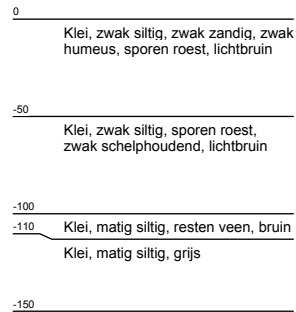 0
Klei, zwak siltig, zwak zandig, zwak
humeus, sporen roest, lichtbruin
-50
Klei, zwak siltig, sporen roest,
zwak schelphoudend, lichtbruin
-100
-110
Klei, matig siltig, resten veen, bruin
Klei, matig siltig, grijs
-150